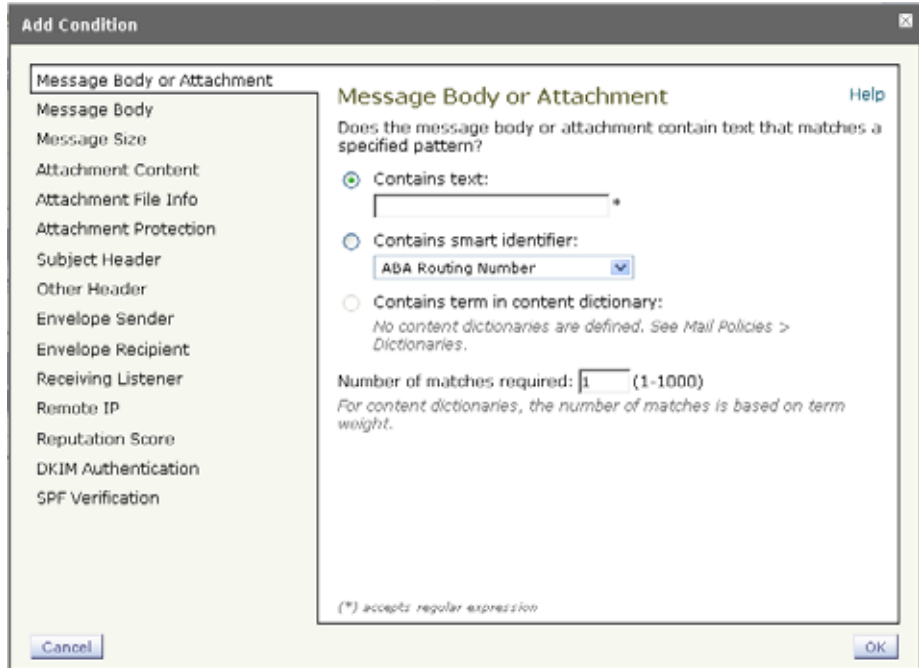 Add Condition
Message Body or Attachment
Message Body
Message Size
Attachment Content
Attachment File Info
Attachment Protection
Subject Header
Other Header
Envelope Sender
Envelope Recipient
Receiving Listener
Remote IP
Reputation Score
DKIM Authentication
SPF Verification
Message Body or Attachment
Help
Does the message body or attachment contain text that matches a
specified pattern?
Contains text:
*
Contains smart identifier:
ABA Routing Number
Contains term in content dictionary:
No content dictionaries are defined. See Mail Policies >
Dictionaries.
Number of matches required: 1 (1-1000)
For content dictionaries, the number of matches is based on term
weight.
(*) accepts regular expression
Cancel
OK